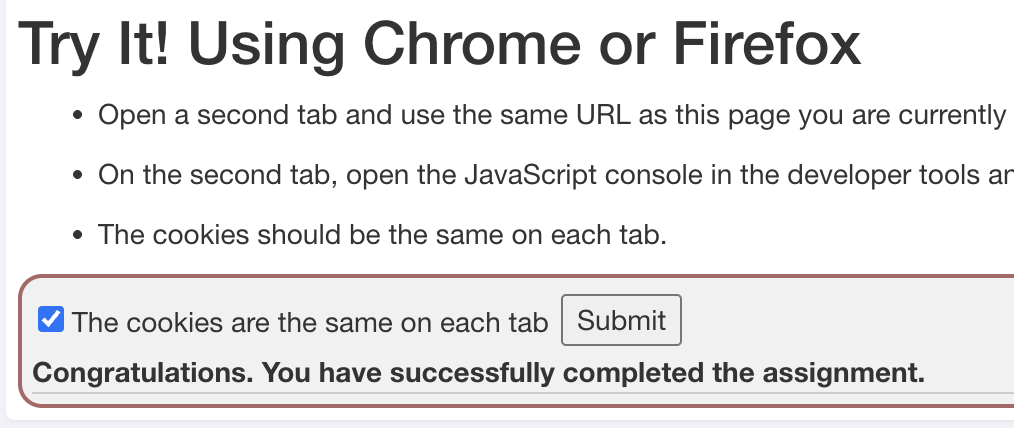 Try It! Using Chrome or Firefox
• Open a second tab and use the same URL as this page you are currently
• On the second tab, open the JavaScript console in the developer tools
• The cookies should be the same on each tab.
The cookies are the same on each tab Submit
Congratulations. You have successfully completed the assignment.